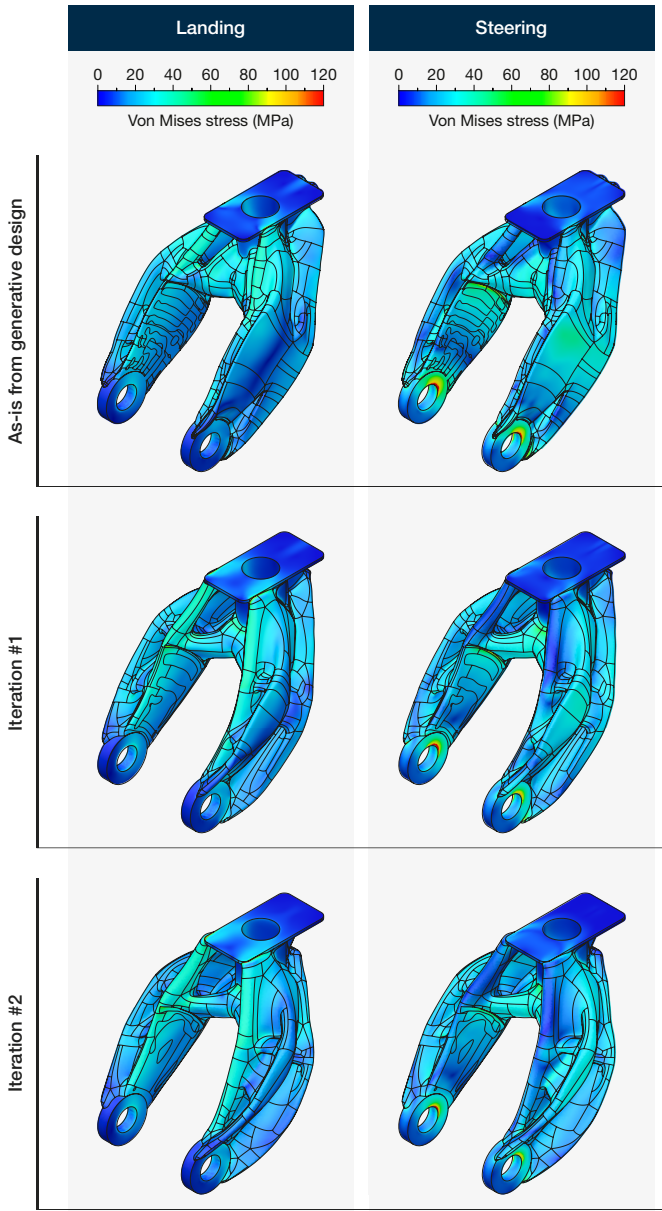 Landing
Steering
0 20 40 60 80 100 120
Von Mises stress (MPa)
0 20 40 60 80 100 120
Von Mises stress (MPa)
As-is from generative design
Iteration #1
Iteration #2